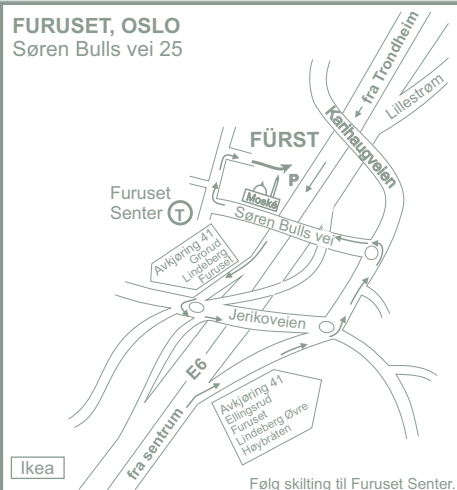 FURUSET, OSLO
Søren Bulls vei 25
fra Trondheim
Lillestrøm
Karihaugveien
FÜRST
P
Moské
Furuset
Senter
T
Søren Bulls vei
Avkjøring 41
Grorud
Lindeberg
Furuset
Jerikoveien
E6
fra sentrum
Avkjøring 41
Ellingsrud
Furuset
Lindeberg Øvre
Høybråten
Ikea
Følg skilting til Furuset Senter.